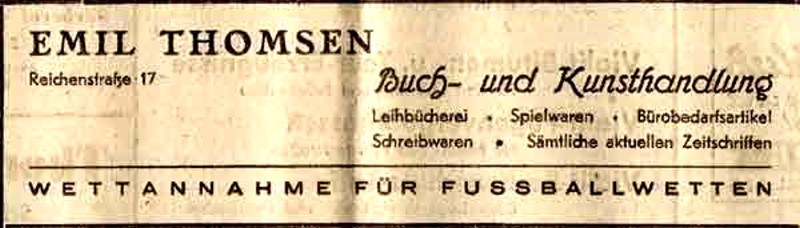 EMIL THOMSEN
Reichenstraße 17
Buch- und Kunsthandlung
Leihbücherei • Spielwaren • Bürobedarfsartikel
Schreibwaren • Sämtliche aktuellen Zeitschriften
WETTANNAHME FÜR FUSSBALLWETTEN